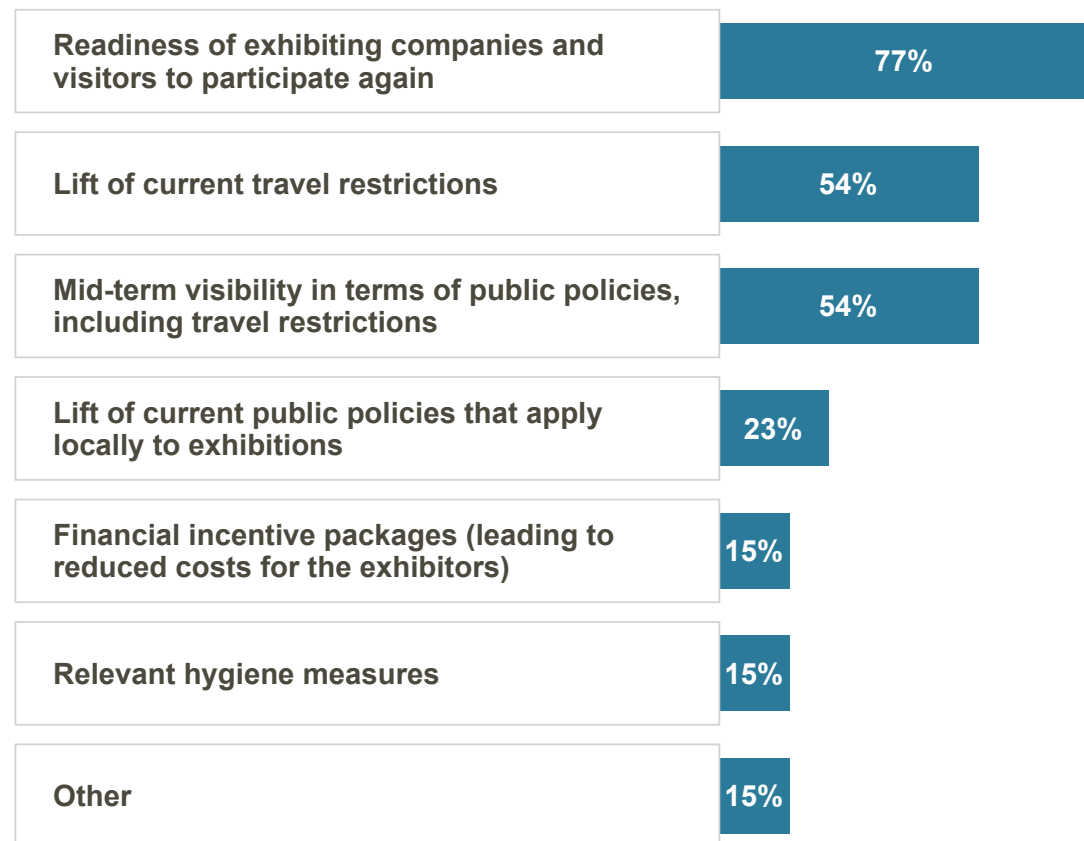 Readiness of exhibiting companies and
visitors to participate again
77%
Lift of current travel restrictions
54%
Mid-term visibility in terms of public policies,
including travel restrictions
54%
Lift of current public policies that apply
locally to exhibitions
23%
Financial incentive packages (leading to
reduced costs for the exhibitors)
15%
Relevant hygiene measures
15%
Other
15%